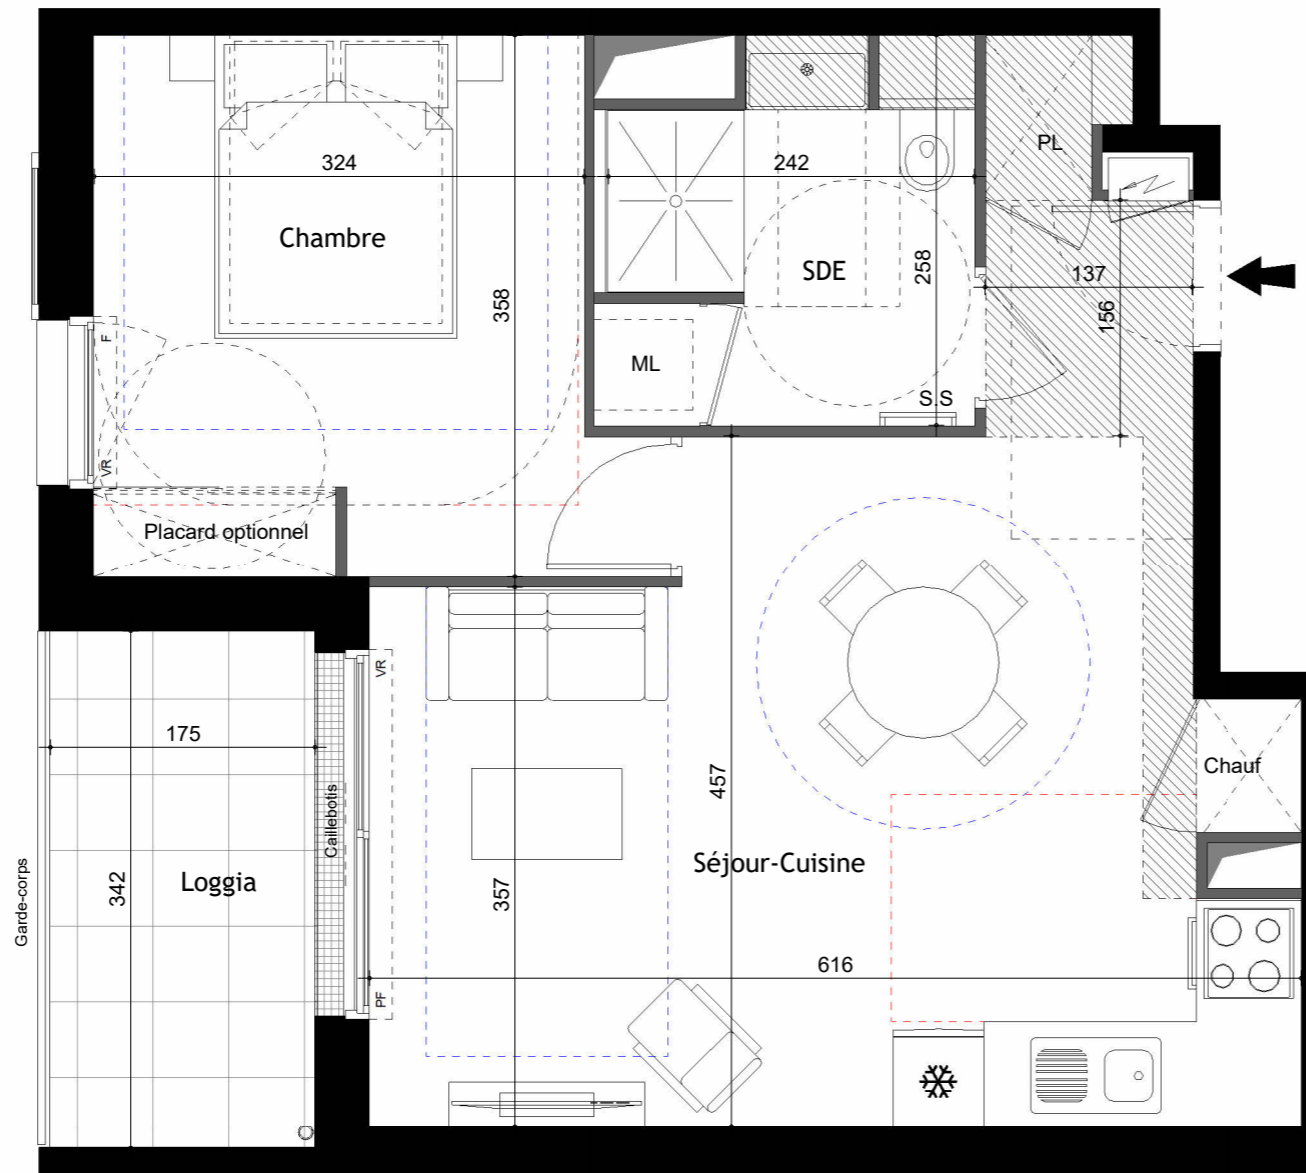 324
242
PL
Chambre
SDE
258
137
358
156
F
ML
S.S
VR
Placard optionnel
VR
175
457
Chauf
Caillebotis
Séjour-Cuisine
Garde-corps
342
Loggia
357
616
PF